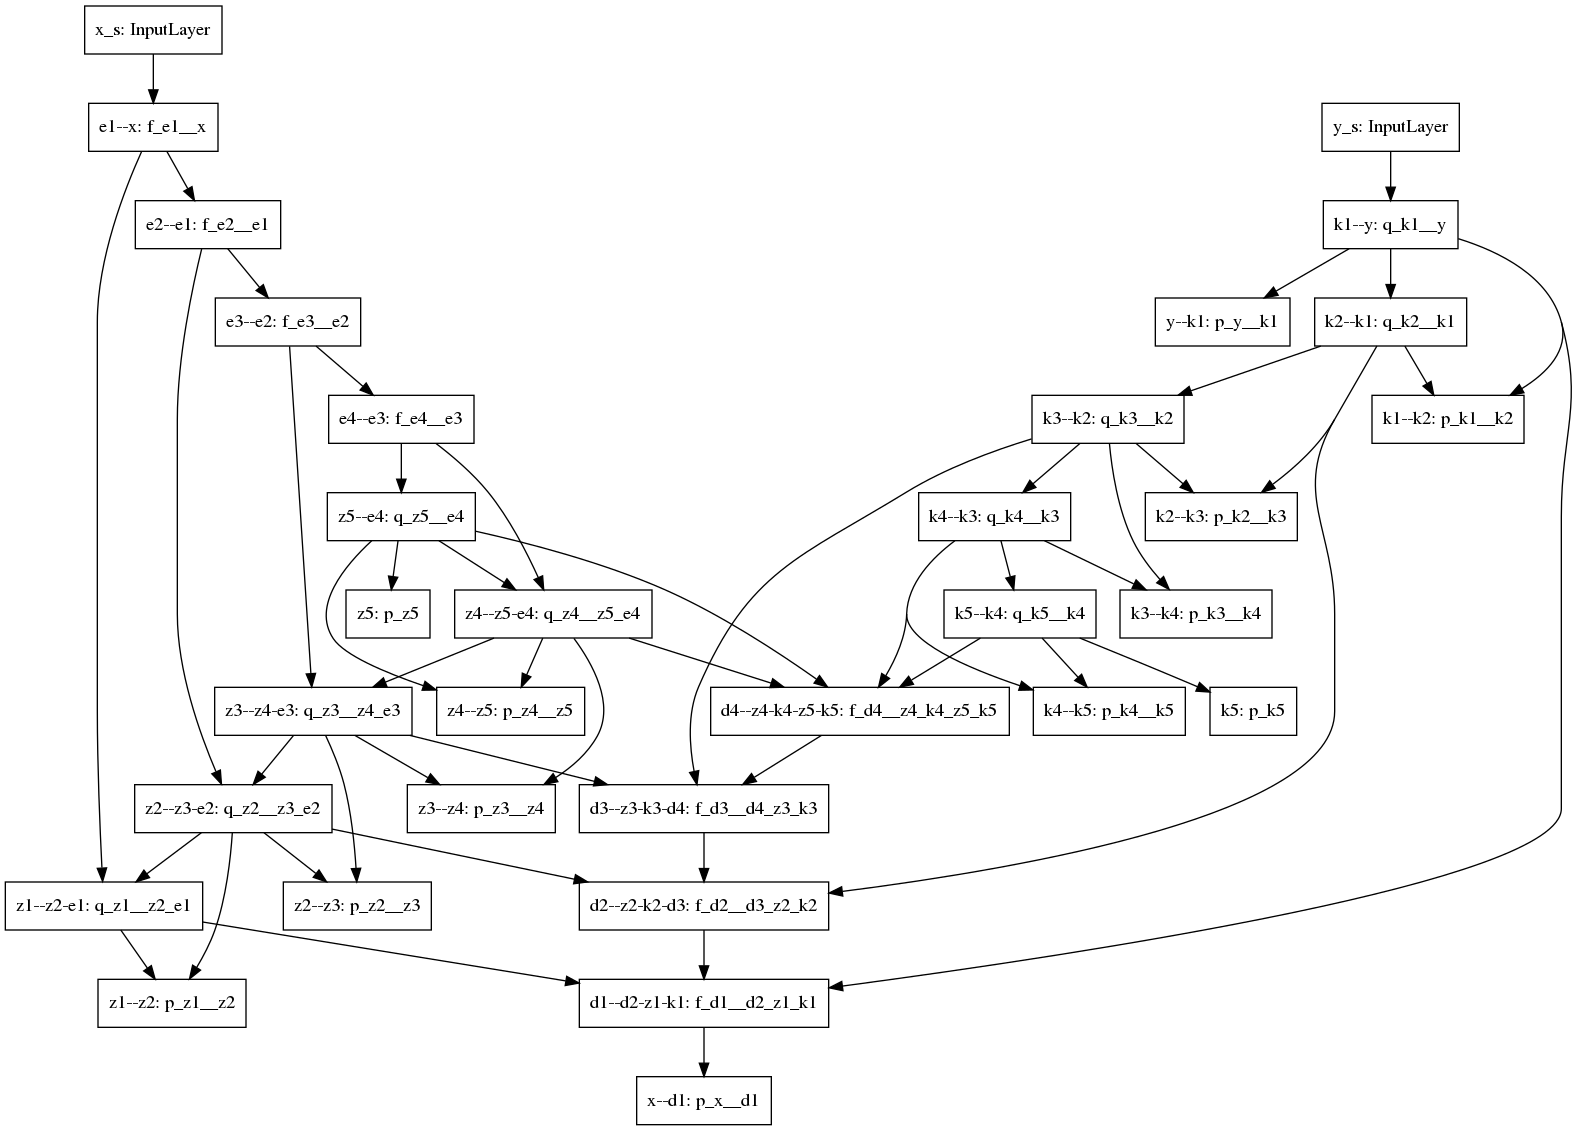 x_s: InputLayer
e1--x: f_e1__x
y_s: InputLayer
e2--e1: f_e2__e1
k1--y: q_k1__y
e3--e2: f_e3__e2
y--k1: p_y__k1
k2--k1: q_k2__k1
e4--e3: f_e4__e3
k3--k2: q_k3__k2
k1--k2: p_k1__k2
z5--e4: q_z5__e4
k4--k3: q_k4__k3
k2--k3: p_k2__k3
z5: p_z5
z4--z5-e4: q_z4__z5_e4
k5--k4: q_k5__k4
k3--k4: p_k3__k4
z3--z4-e3: q_z3__z4_e3
z4--z5: p_z4__z5
d4--z4-k4-z5-k5: f_d4__z4_k4_z5_k5
k4--k5: p_k4__k5
k5: p_k5
z2--z3-e2: q_z2__z3_e2
z3--z4: p_z3__z4
d3--z3-k3-d4: f_d3__d4_z3_k3
z1--z2-e1: q_z1__z2_e1
z2--z3: p_z2__z3
d2--z2-k2-d3: f_d2__d3_z2_k2
z1--z2: p_z1__z2
d1--d2-z1-k1: f_d1__d2_z1_k1
x--d1: p_x__d1